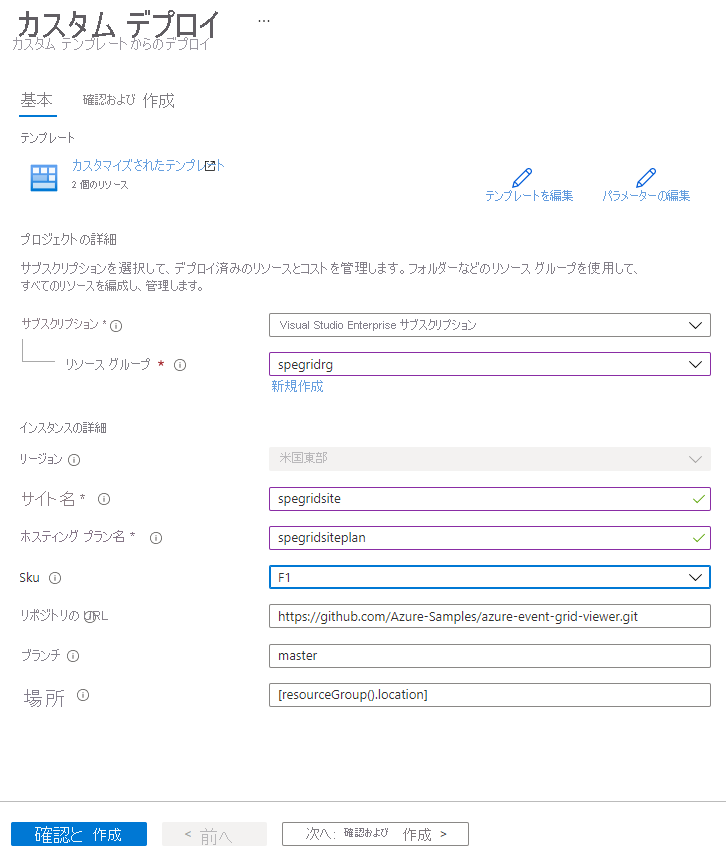 カスタム デプロイ …
カスタム テンプレートからのデプロイ
基本 確認および 作成
テンプレート
カスタマイズされたテンプレート
2 個のリソース
テンプレートを編集 パラメーターの編集
プロジェクトの詳細
サブスクリプションを選択して、デプロイ済みのリソースとコストを管理します。フォルダーなどのリソース グループを使用して、
すべてのリソースを編成し、管理します。
サブスクリプション * Visual Studio Enterprise サブスクリプション
リソース グループ * spegridrg
新規作成
インスタンスの詳細
リージョン 米国東部
サイト名 * spegridsite
ホスティング プラン名 * spegridsiteplan
Sku F1
リポジトリの URL https://github.com/Azure-Samples/azure-event-grid-viewer.git
ブランチ master
場所 [resourceGroup().location]
確認と 作成 < 前へ 次へ: 確認および 作成 >